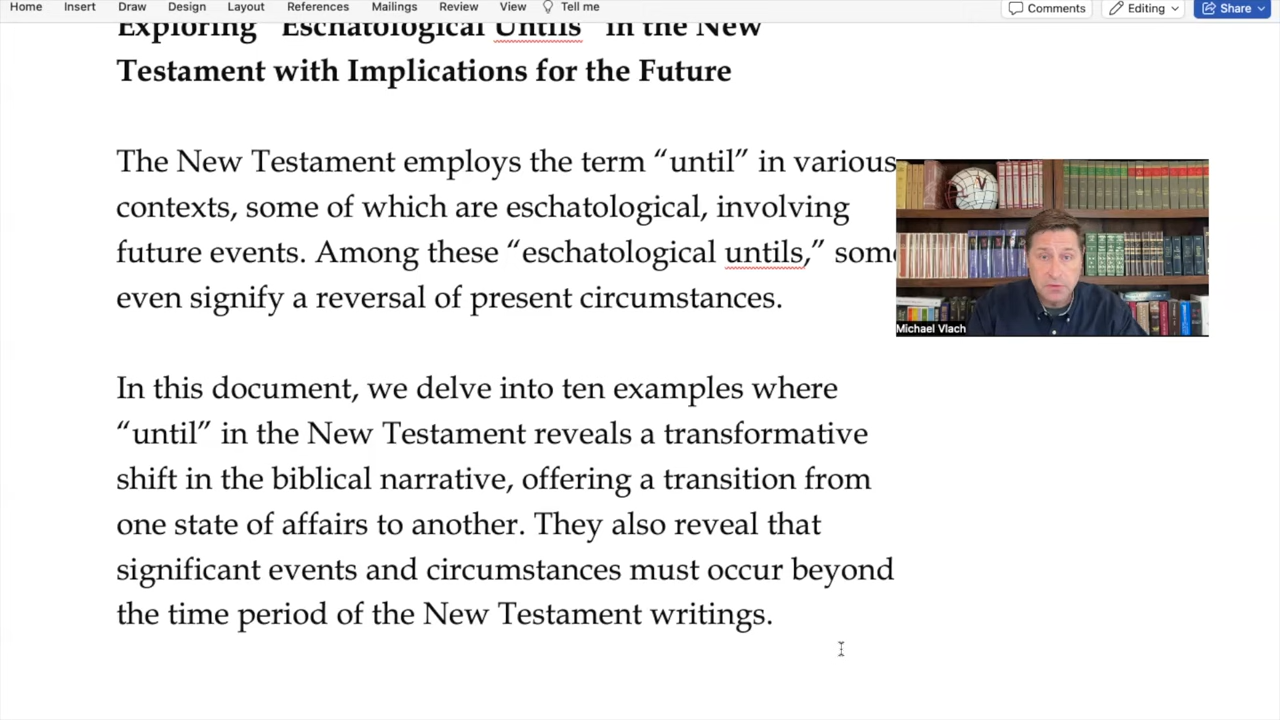 Home Insert Draw Design Layout References Mailings Review View Tell me Comments Editing Share
Exploring “Eschatological Untils” in the New
Testament with Implications for the Future
The New Testament employs the term “until” in various
contexts, some of which are eschatological, involving
future events. Among these “eschatological untils,” some
even signify a reversal of present circumstances.
Michael Vlach
In this document, we delve into ten examples where
“until” in the New Testament reveals a transformative
shift in the biblical narrative, offering a transition from
one state of affairs to another. They also reveal that
significant events and circumstances must occur beyond
the time period of the New Testament writings.